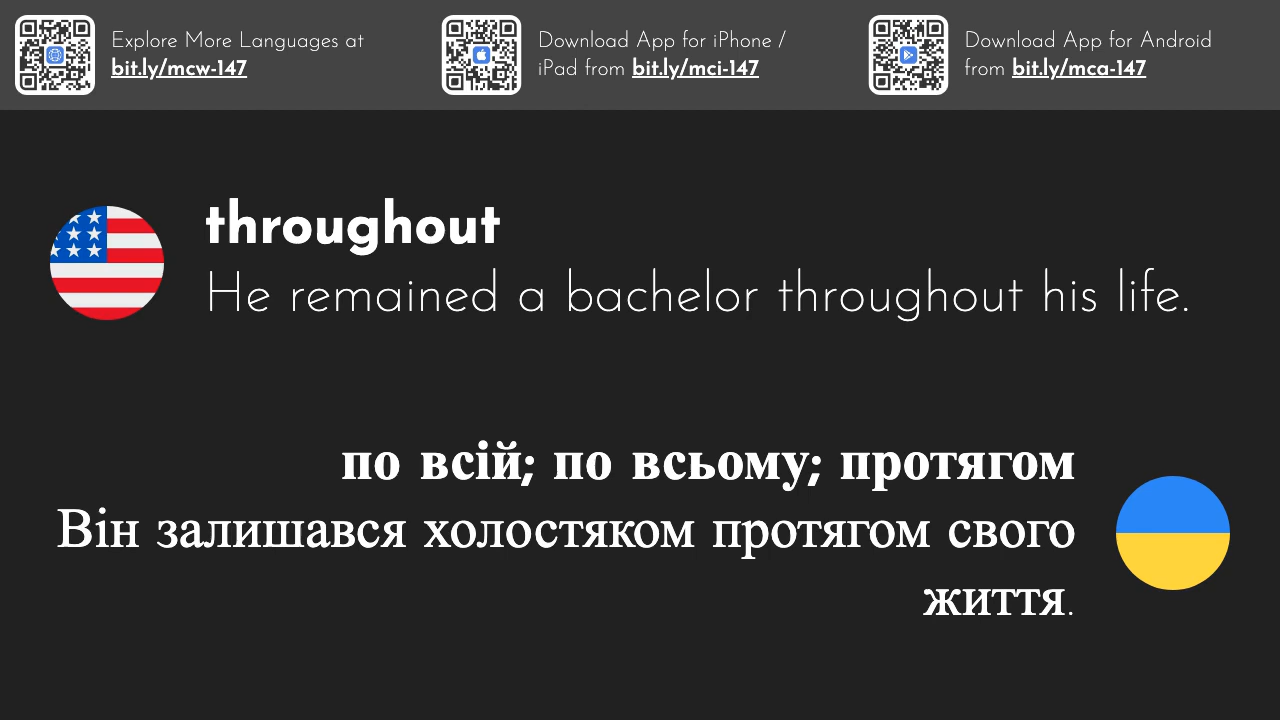 Explore More Languages at
bit.ly/mcw-147
Download App for iPhone /
iPad from bit.ly/mci-147
Download App for Android
from bit.ly/mca-147
throughout
He remained a bachelor throughout his life.
по всій; по всьому; протягом
Він залишався холостяком протягом свого
життя.